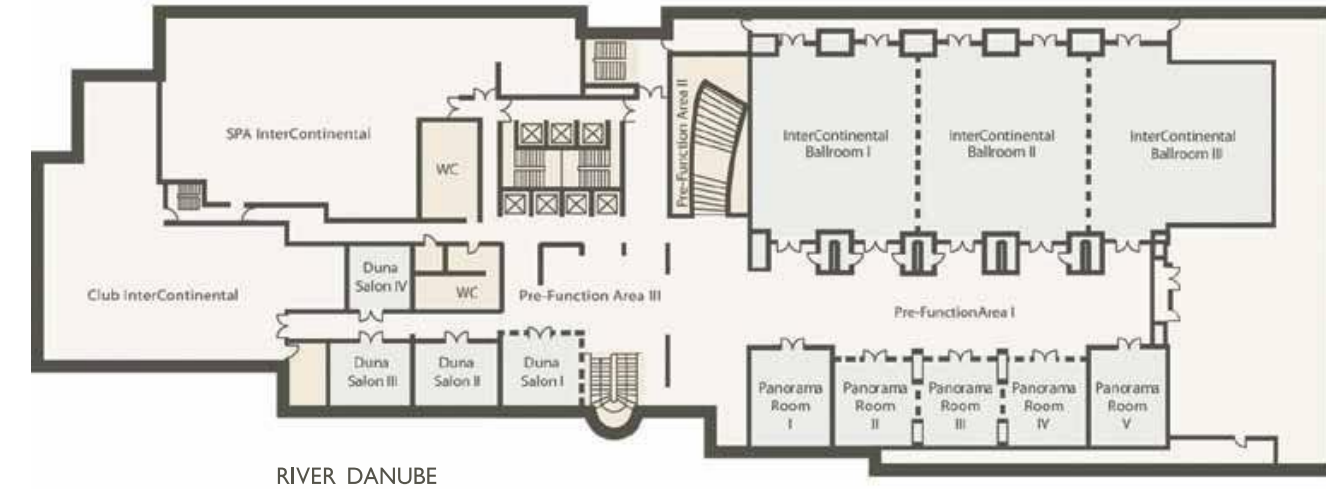 SPA InterContinental
WC
Pre-Function Area II
InterContinental
Ballroom I
InterContinental
Ballroom II
InterContinental
Ballroom III
Club InterContinental
Duna
Salon IV
WC
Pre-Function Area III
Pre-FunctionArea I
Duna
Salon III
Duna
Salon II
Duna
Salon I
Panorama
Room
I
Panorama
Room
II
Panorama
Room
III
Panorama
Room
IV
Panorama
Room
V
RIVER DANUBE